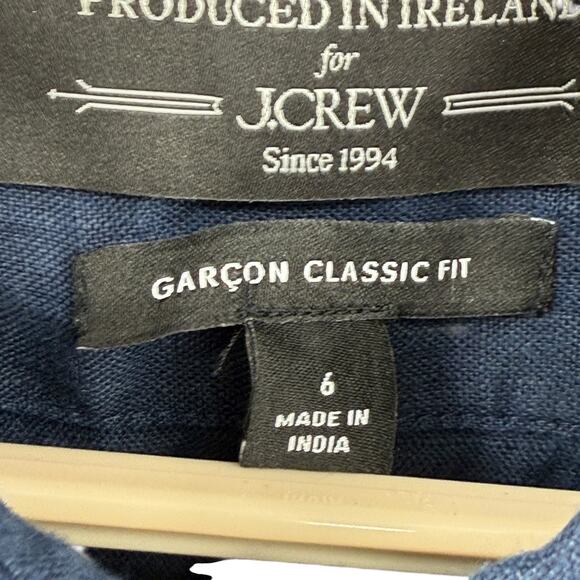 PRODUCED IN IRELAND
for
J.CREW
Since 1994
GARÇON CLASSIC FIT
6
MADE IN
INDIA